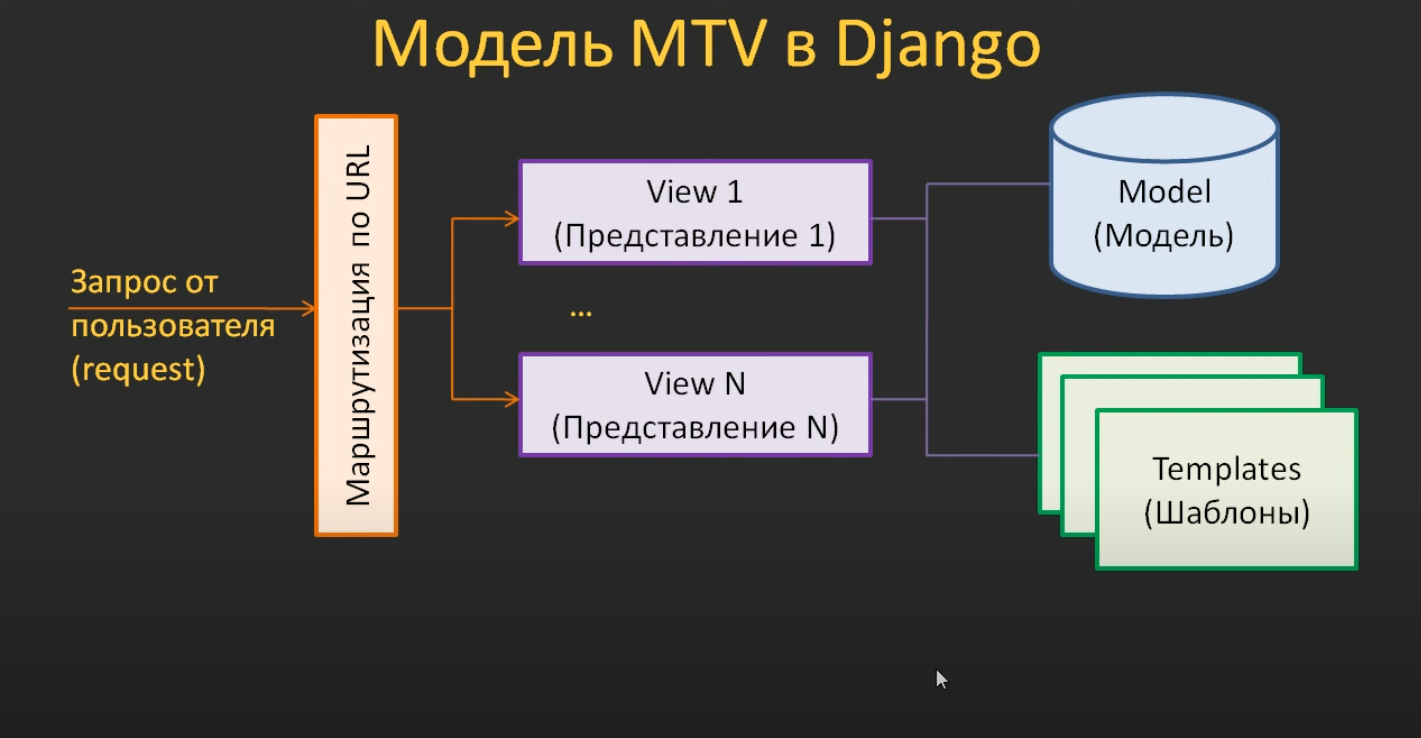 Модель MTV в Django
Запрос от
пользователя
(request)
Маршрутизация по URL
View 1
(Представление 1)
...
View N
(Представление N)
Model
(Модель)
Templates
(Шаблоны)